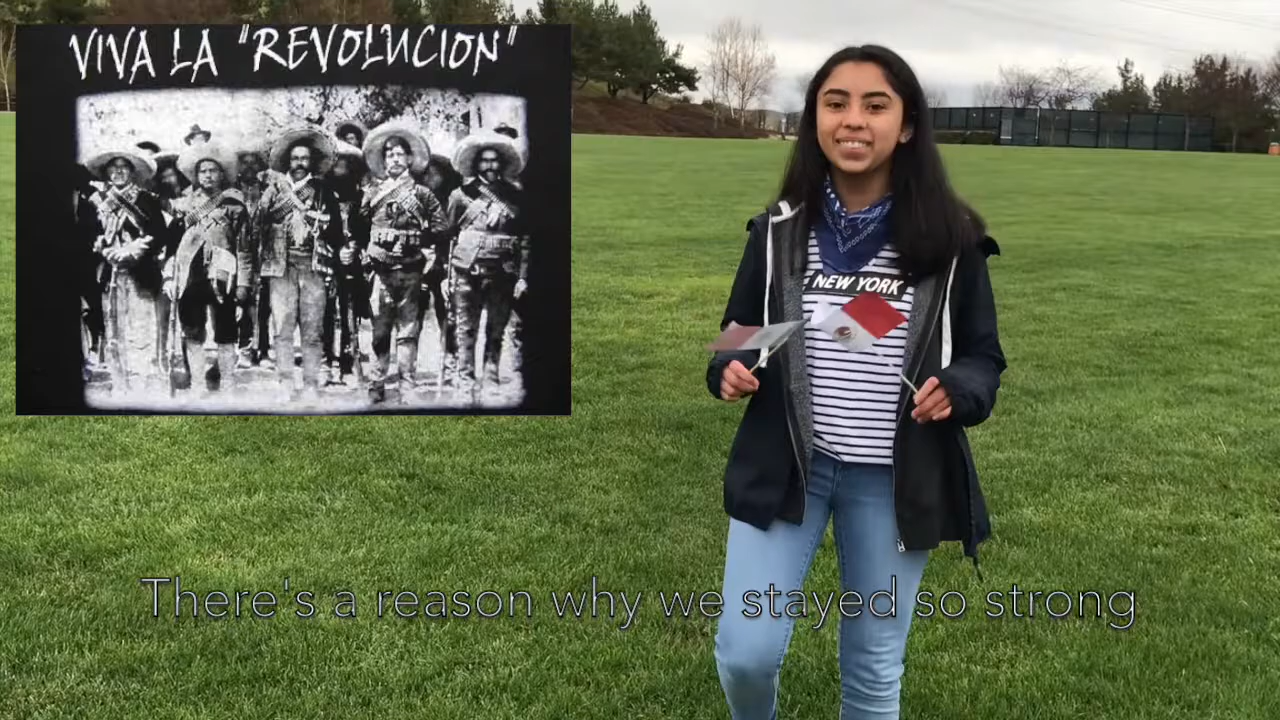 VIVA LA "REVOLUCION"
NEW YORK
There's a reason why we stayed so strong